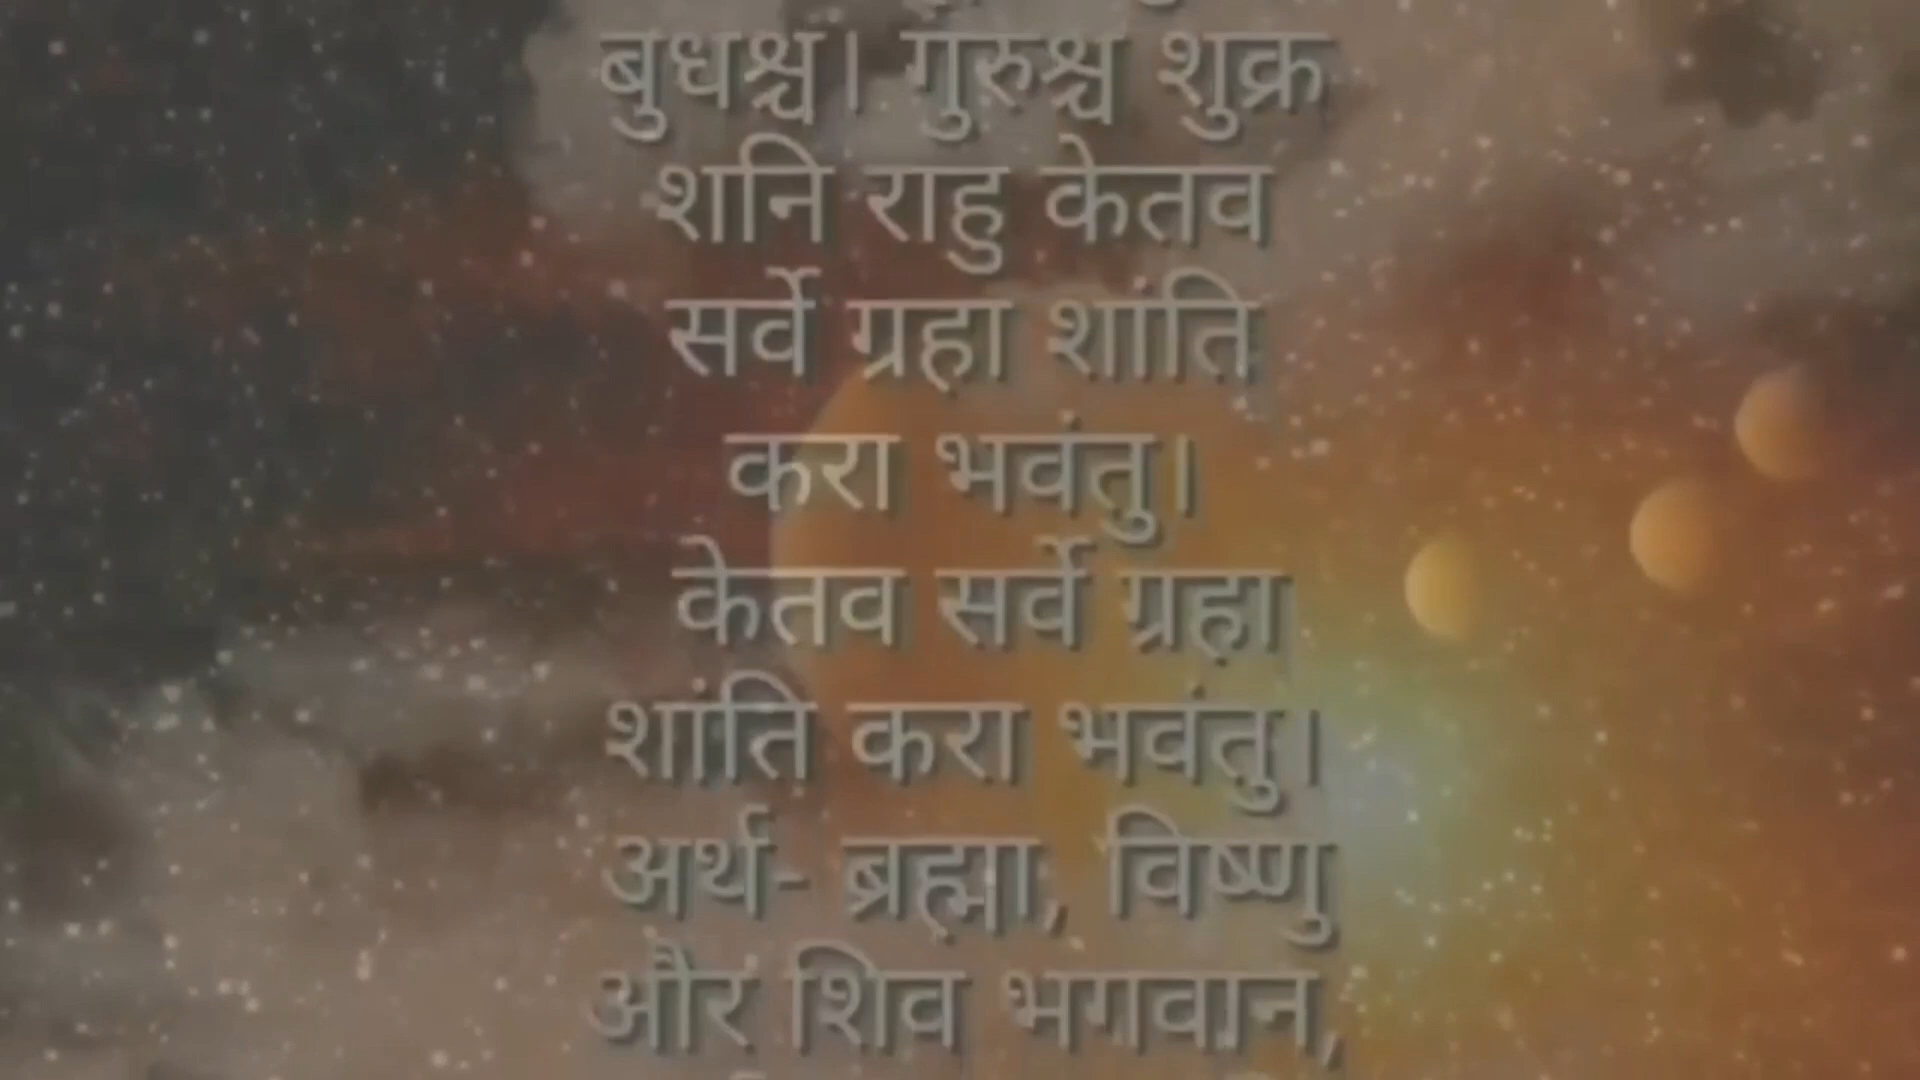 बुधश्च। गुरुश्च शुक्र
शनि राहु केतव
सर्वे ग्रहा शांति
करा भवंतु।
केतव सर्वे ग्रहा
शांति करा भवंतु।
अर्थ- ब्रह्मा, विष्णु
और शिव भगवान,